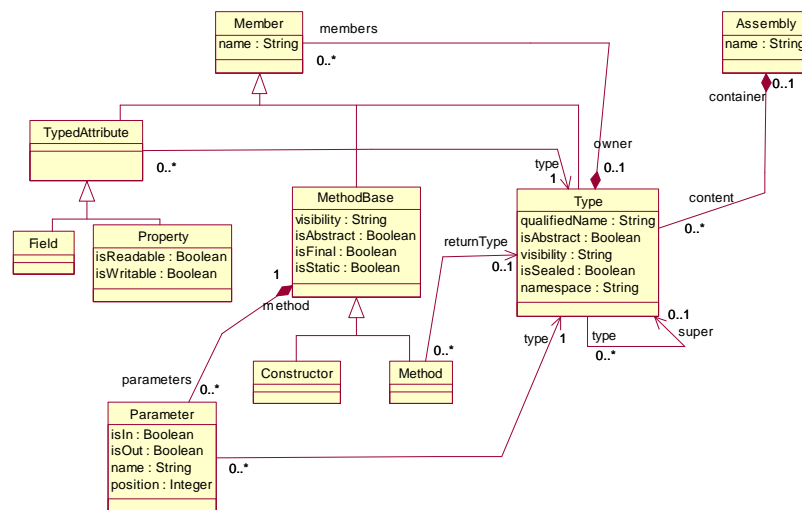 Member
name : String
members
0..*
Assembly
name : String
0..1
container
TypedAttribute
0..*
owner
0..1
type
1
MethodBase
visibility : String
isAbstract : Boolean
isFinal : Boolean
isStatic : Boolean
Type
qualifiedName : String
isAbstract : Boolean
visibility : String
isSealed : Boolean
namespace : String
content
0..*
Field
Property
isReadable : Boolean
isWritable : Boolean
returnType
0..1
1
method
0..1
super
type
0..*
type
1
Constructor
Method
0..*
parameters
0..*
Parameter
isIn : Boolean
isOut : Boolean
name : String
position : Integer
0..*